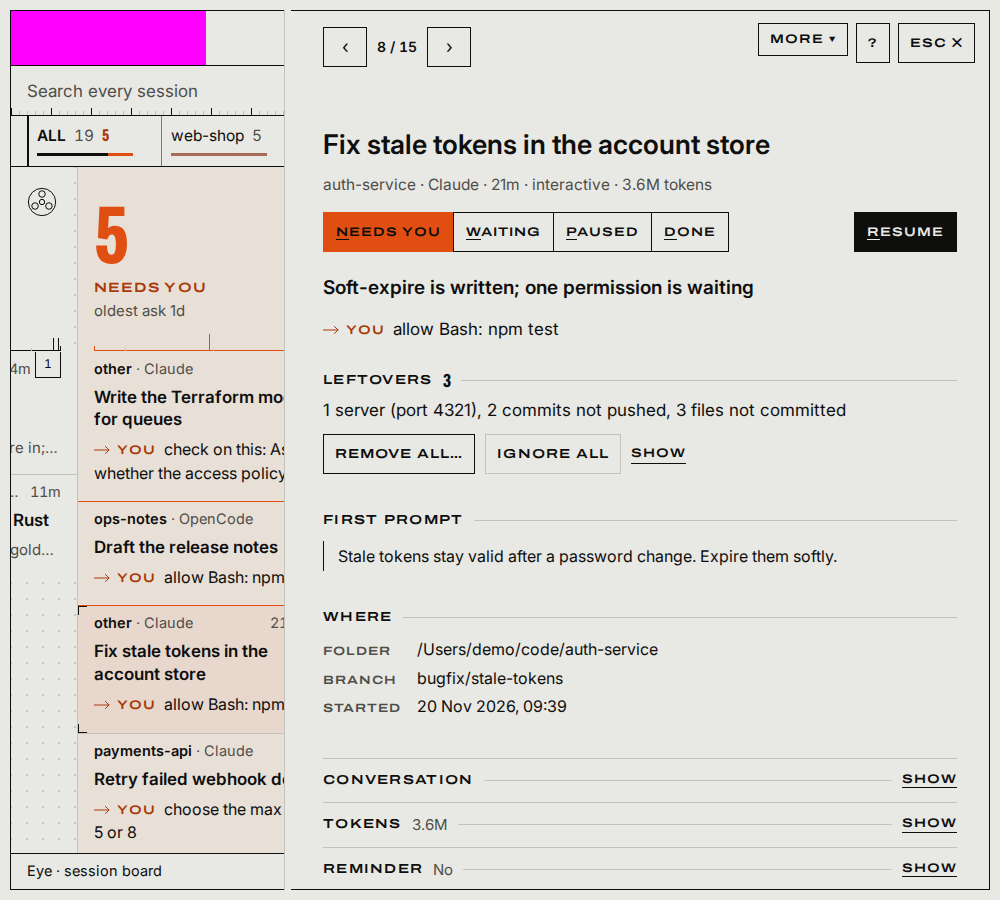 Search every session
ALL 19 5
web-shop 5
4m 1
re in;...
.. 11m
Rust
gold...
5
NEEDS YOU
oldest ask 1d
other · Claude
Write the Terraform mo
for queues
→ YOU check on this: As
whether the access policy
ops-notes · OpenCode
Draft the release notes
→ YOU allow Bash: npm
other · Claude 21
Fix stale tokens in the
account store
→ YOU allow Bash: npm
payments-api · Claude
Retry failed webhook de
→ YOU choose the max
5 or 8
Eye · session board
‹ 8 / 15 ›
MORE ▾ ? ESC ✕
Fix stale tokens in the account store
auth-service · Claude · 21m · interactive · 3.6M tokens
NEEDS YOU WAITING PAUSED DONE RESUME
Soft-expire is written; one permission is waiting
→ YOU allow Bash: npm test
LEFTOVERS 3
1 server (port 4321), 2 commits not pushed, 3 files not committed
REMOVE ALL... IGNORE ALL SHOW
FIRST PROMPT
Stale tokens stay valid after a password change. Expire them softly.
WHERE
FOLDER /Users/demo/code/auth-service
BRANCH bugfix/stale-tokens
STARTED 20 Nov 2026, 09:39
CONVERSATION SHOW
TOKENS 3.6M SHOW
REMINDER No SHOW